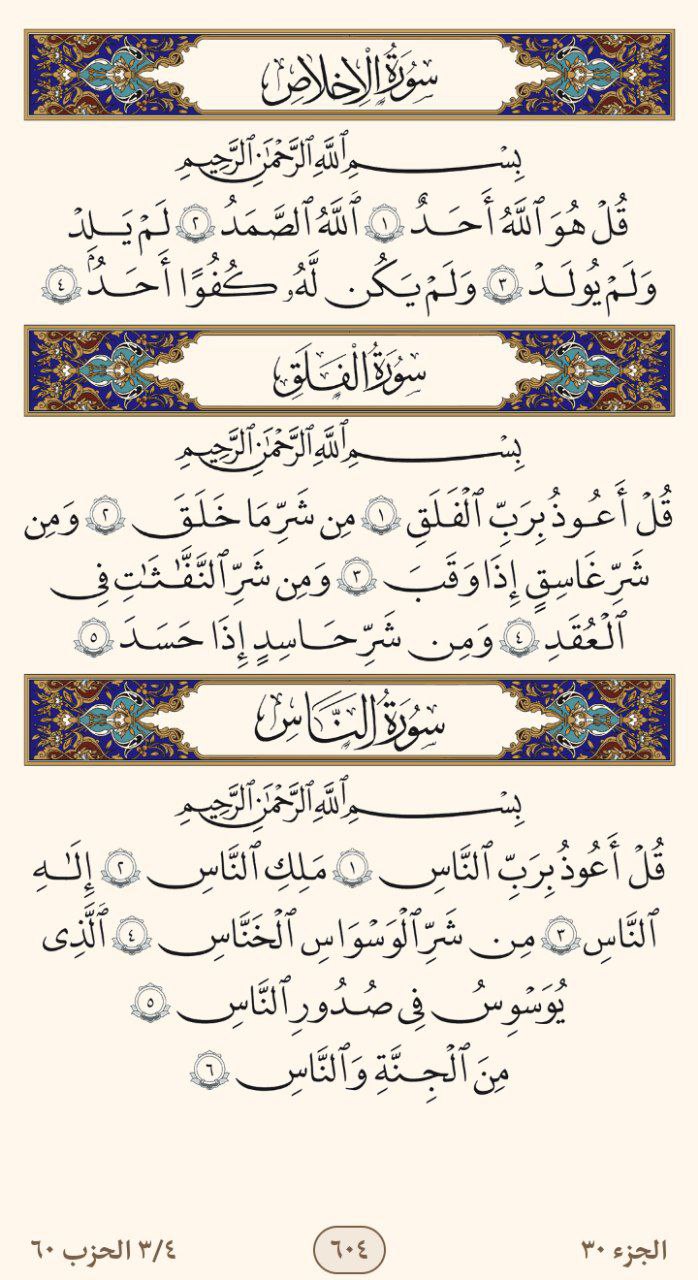 سُورَةُ الْإِخْلَاصِ
بِسْمِ ٱللَّهِ ٱلرَّحْمَٰنِ ٱلرَّحِيمِ
قُلْ هُوَ ٱللَّهُ أَحَدٌ ١ ٱللَّهُ ٱلصَّمَدُ ٢ لَمْ يَلِدْ
وَلَمْ يُولَدْ ٣ وَلَمْ يَكُن لَّهُۥ كُفُوًا أَحَدٌۢ ٤
سُورَةُ الْفَلَقِ
بِسْمِ ٱللَّهِ ٱلرَّحْمَٰنِ ٱلرَّحِيمِ
قُلْ أَعُوذُ بِرَبِّ ٱلْفَلَقِ ١ مِن شَرِّ مَا خَلَقَ ٢ وَمِن
شَرِّ غَاسِقٍ إِذَا وَقَبَ ٣ وَمِن شَرِّ ٱلنَّفَّٰثَٰتِ فِى
ٱلْعُقَدِ ٤ وَمِن شَرِّ حَاسِدٍ إِذَا حَسَدَ ٥
سُورَةُ النَّاسِ
بِسْمِ ٱللَّهِ ٱلرَّحْمَٰنِ ٱلرَّحِيمِ
قُلْ أَعُوذُ بِرَبِّ ٱلنَّاسِ ١ مَلِكِ ٱلنَّاسِ ٢ إِلَٰهِ
ٱلنَّاسِ ٣ مِن شَرِّ ٱلْوَسْوَاسِ ٱلْخَنَّاسِ ٤ ٱلَّذِى
يُوَسْوِسُ فِى صُدُورِ ٱلنَّاسِ ٥
مِنَ ٱلْجِنَّةِ وَٱلنَّاسِ ٦
الجزء ٣٠ ٦٠٤ ٣/٤ الحزب ٦٠